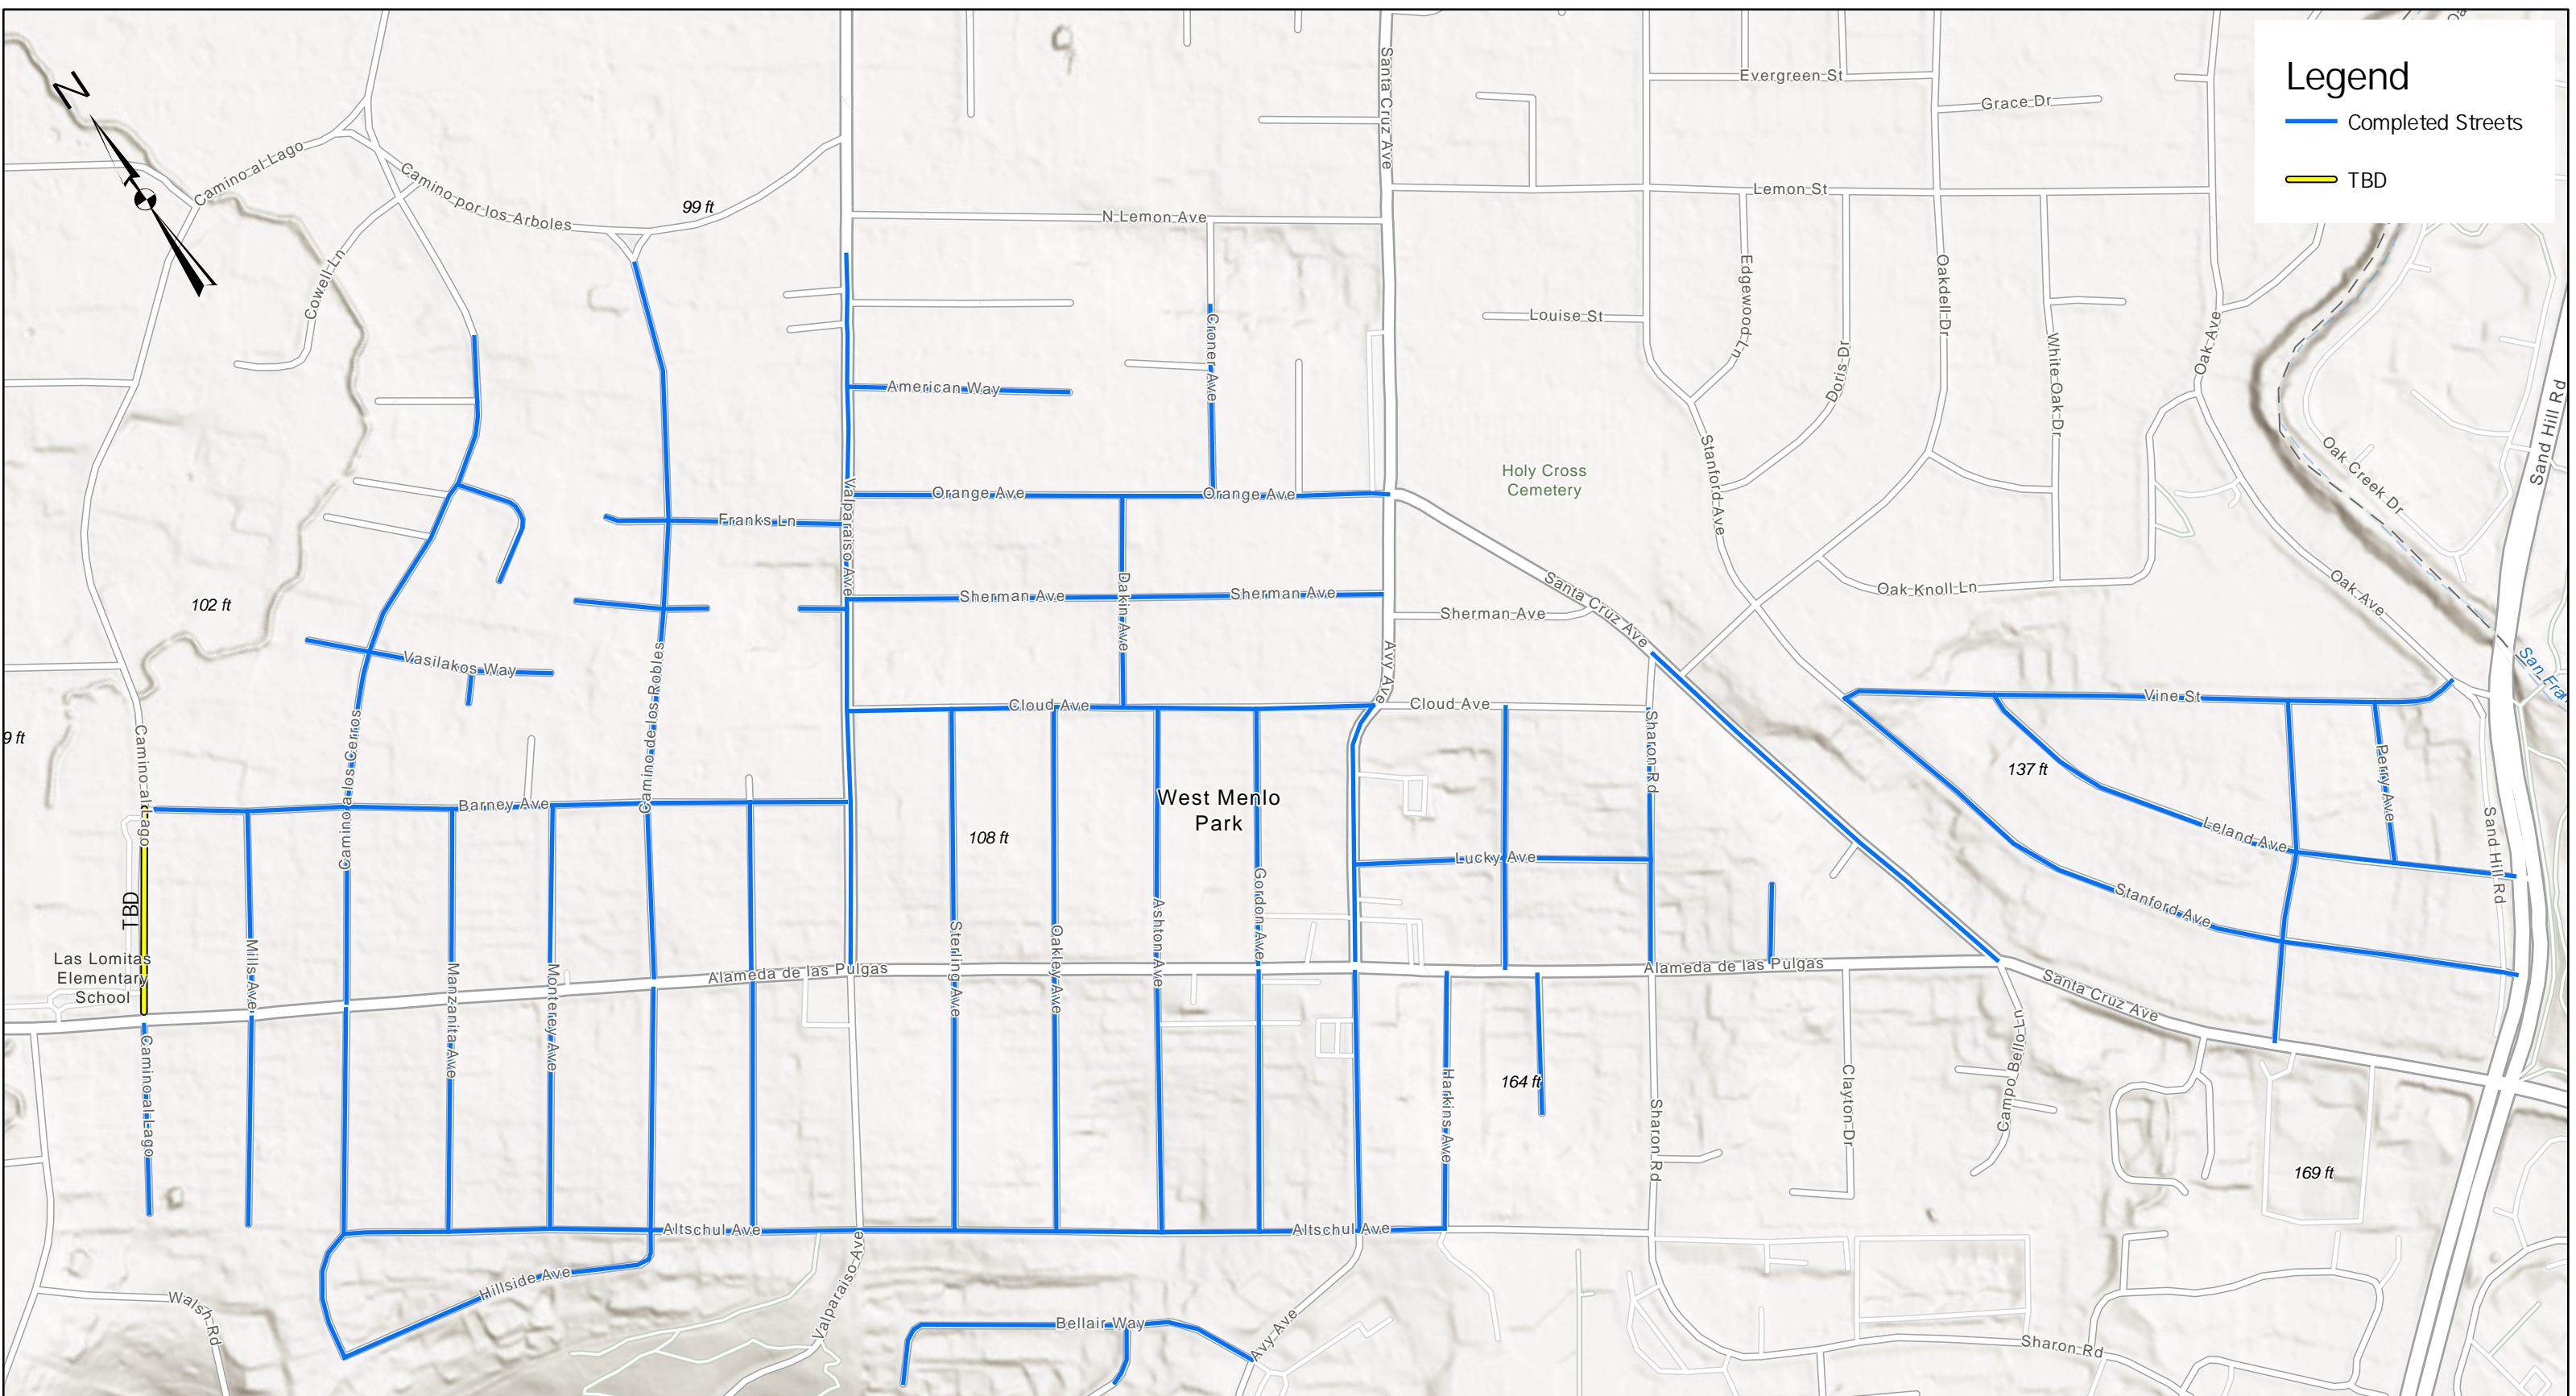 Legend
Completed Streets
TBD
N
Da
Evergreen St
Grace Dr
Santa Cruz Ave
Camino al Lago
Camino por los Arboles
99 ft
N Lemon Ave
Lemon St
Cowell Ln
Croner Ave
Louise St
Edgewood Ln
Doris Dr
Oakdell Dr
White Oak Dr
Oak Ave
American Way
Sand Hill Rd
Oak Creek Dr
Stanford Ave
Holy Cross
Cemetery
Orange Ave
Orange Ave
Franks Ln
Valparaiso Ave
Dakin Ave
Sherman Ave
Sherman Ave
Sherman Ave
Santa Cruz Ave
Oak Knoll Ln
Oak Ave
102 ft
Vasilakos Way
Camino de los Robles
Avy Ave
San Fra
Cloud Ave
Cloud Ave
Vine St
9 ft
Camino al Lago
Camino a los Cerros
Barney Ave
Sharon Rd
137 ft
Perry Ave
West Menlo
Park
108 ft
Lucky Ave
Leland Ave
Sand Hill Rd
TBD
Gordon Ave
Stanford Ave
Las Lomitas
Elementary
School
Mills Ave
Manzanita Ave
Monterey Ave
Alameda de las Pulgas
Sterling Ave
Oakley Ave
Ashton Ave
Alameda de las Pulgas
Santa Cruz Ave
Camino al Lago
Harkins Ave
164 ft
Sharon Rd
Clayton Dr
Campo Bello Ln
169 ft
Altschul Ave
Altschul Ave
Hillside Ave
Walsh Rd
Valparaiso Ave
Bellair Way
Avy Ave
Sharon Rd